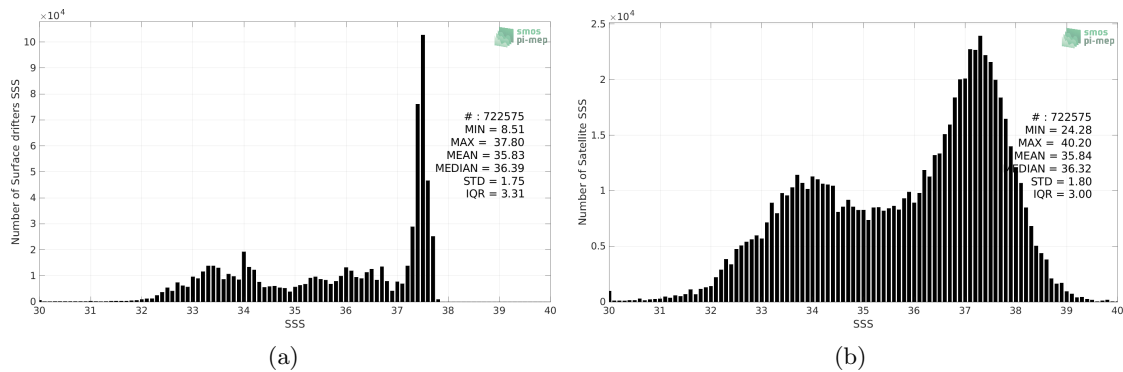 ×10⁴
smos
pi-mep
10
9
8
7
6
5
4
3
2
1
0
Number of Surface drifters SSS
# : 722575
MIN = 8.51
MAX = 37.80
MEAN = 35.83
MEDIAN = 36.39
STD = 1.75
IQR = 3.31
30 31 32 33 34 35 36 37 38 39 40
SSS
(a)
×10⁴
smos
pi-mep
2.5
2
1.5
1
0.5
0
Number of Satellite SSS
# : 722575
MIN = 24.28
MAX = 40.20
MEAN = 35.84
MEDIAN = 36.32
STD = 1.80
IQR = 3.00
30 31 32 33 34 35 36 37 38 39 40
SSS
(b)